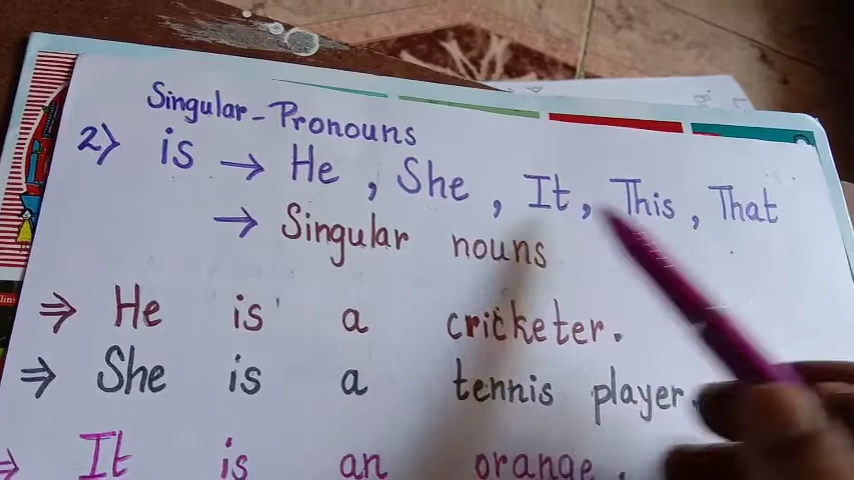 Singular - Pronouns
2) is → He, She, It, This, That
→ Singular nouns
⇒ He is a cricketer.
⇒ She is a tennis player.
⇒ It is an orange.